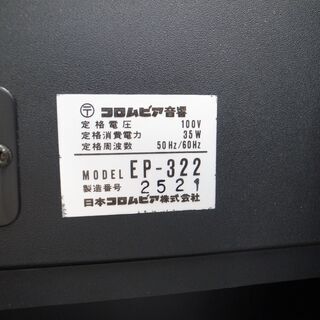 〒 コロムビア音響
定格電圧 100V
定格消費電力 35W
定格周波数 50Hz/60Hz
MODEL EP-322
製造番号 2521
日本コロムビア株式会社